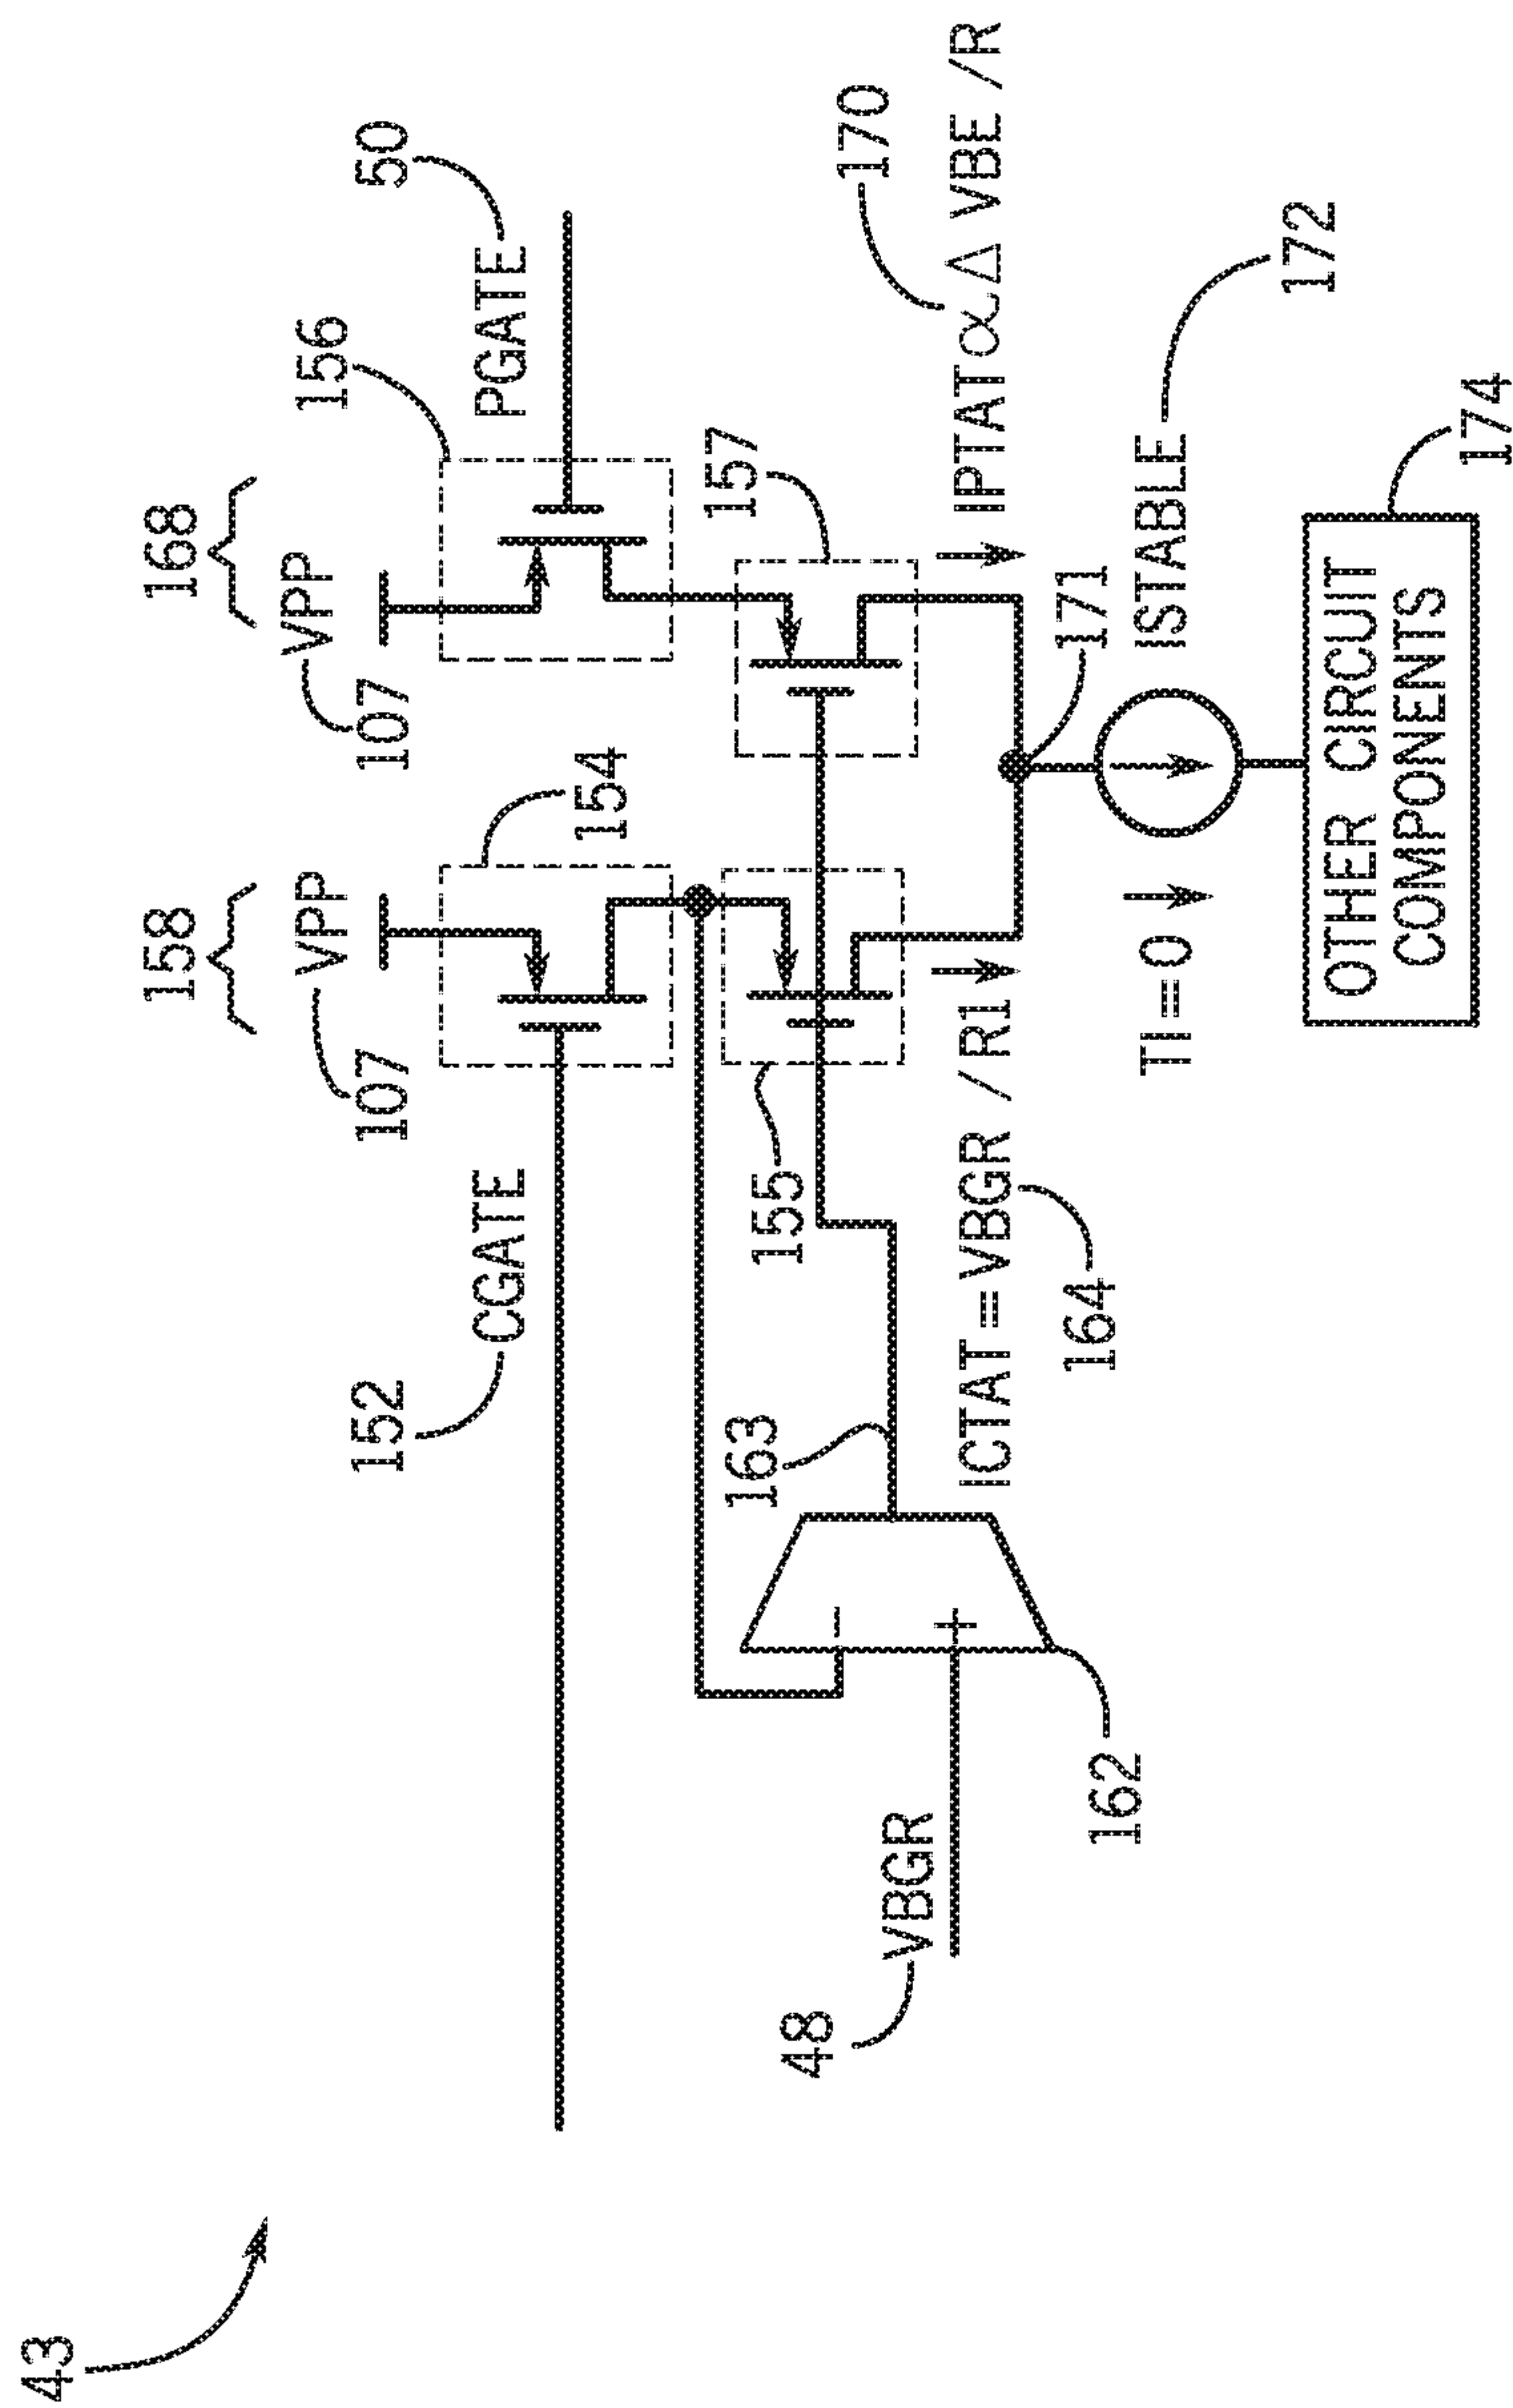 43
158
168
VPP
VPP
107
107
156
50
152
CGATE
154
PGATE
157
155
163
48
VBGR
-
+
162
ICTAT=VBGR/R1
164
IPTAT∝Δ VBE/R
170
171
TI=0
ISTABLE
172
OTHER CIRCUIT
COMPONENTS
174